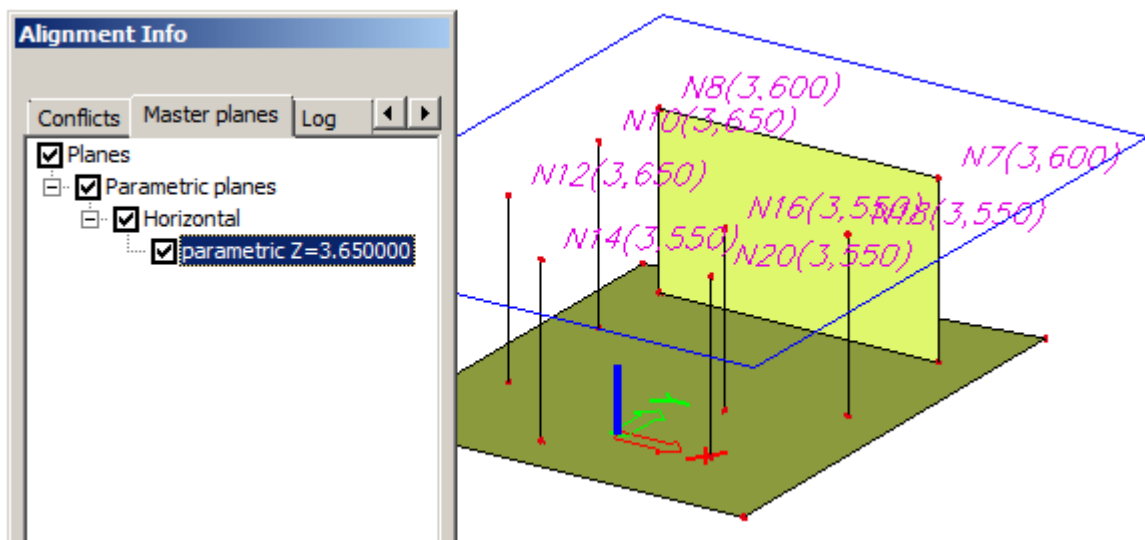 Alignment Info
Conflicts
Master planes
Log
Planes
Parametric planes
Horizontal
parametric Z=3.650000
N8(3,600)
N10(3,650)
N7(3,600)
N12(3,650)
N16(3,550)
N18(3,550)
N14(3,550)
N20(3,550)
Y
X